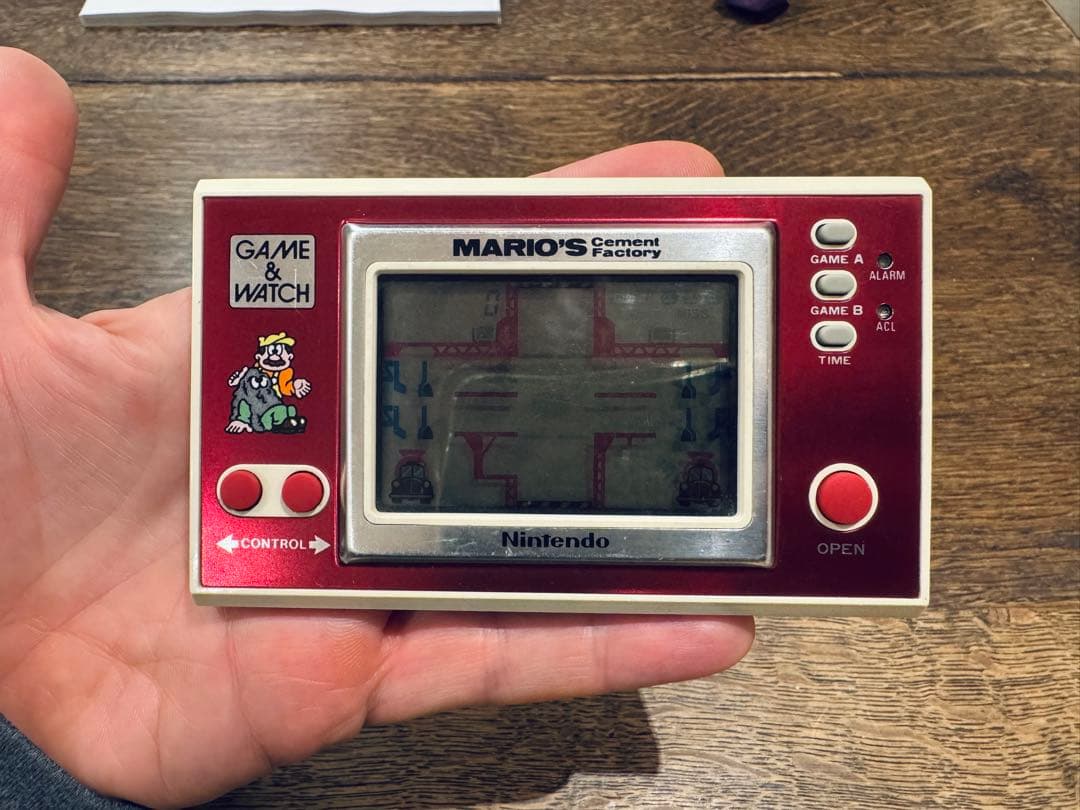 GAME
&
WATCH
MARIO'S Cement
Factory
GAME A
ALARM
GAME B
ACL
TIME
CONTROL
Nintendo
OPEN